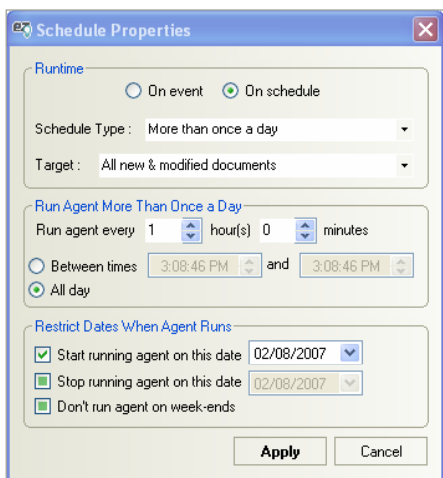 Schedule Properties
Runtime
On event On schedule
Schedule Type : More than once a day
Target : All new & modified documents
Run Agent More Than Once a Day
Run agent every 1 hour(s) 0 minutes
Between times 3:08:46 PM and 3:08:46 PM
All day
Restrict Dates When Agent Runs
Start running agent on this date 02/08/2007
Stop running agent on this date 02/08/2007
Don't run agent on week-ends
Apply Cancel